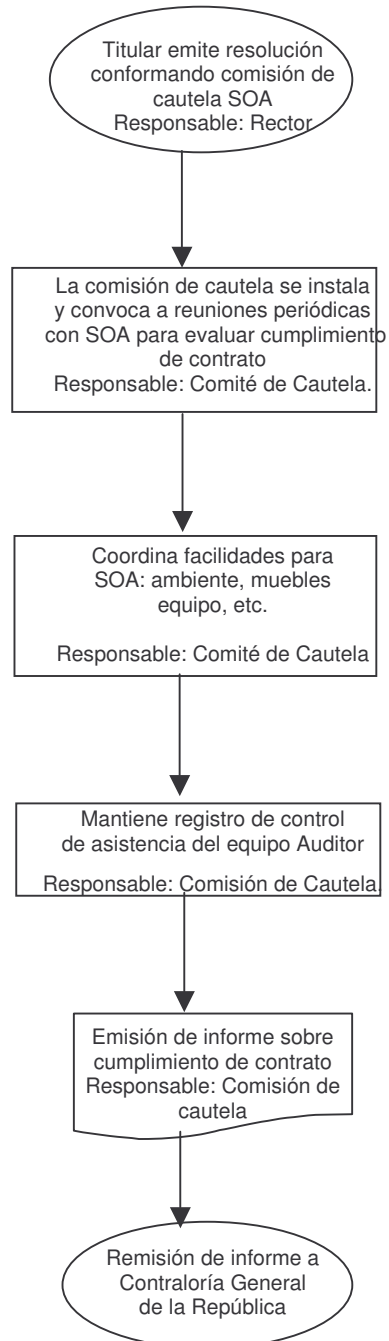 Titular emite resolución
conformando comisión de
cautela SOA
Responsable: Rector
La comisión de cautela se instala
y convoca a reuniones periódicas
con SOA para evaluar cumplimiento
de contrato
Responsable: Comité de Cautela.
Coordina facilidades para
SOA: ambiente, muebles
equipo, etc.
Responsable: Comité de Cautela
Mantiene registro de control
de asistencia del equipo Auditor
Responsable: Comisión de Cautela.
Emisión de informe sobre
cumplimiento de contrato
Responsable: Comisión de
cautela
Remisión de informe a
Contraloría General
de la República